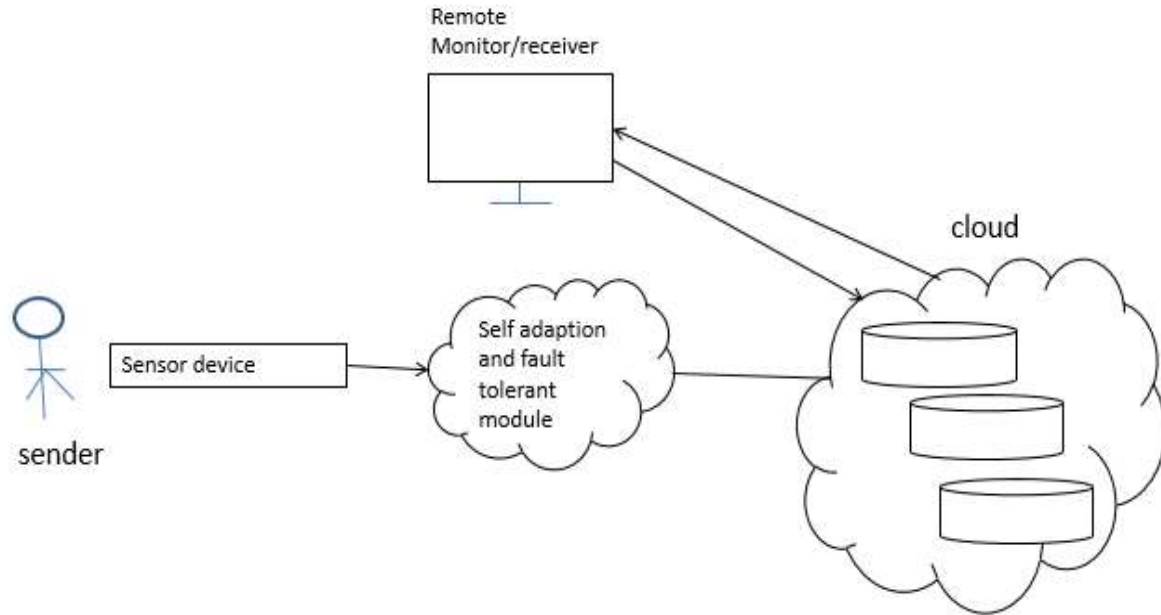 Remote
Monitor/receiver
cloud
Self adaption
and fault
tolerant
module
Sensor device
sender